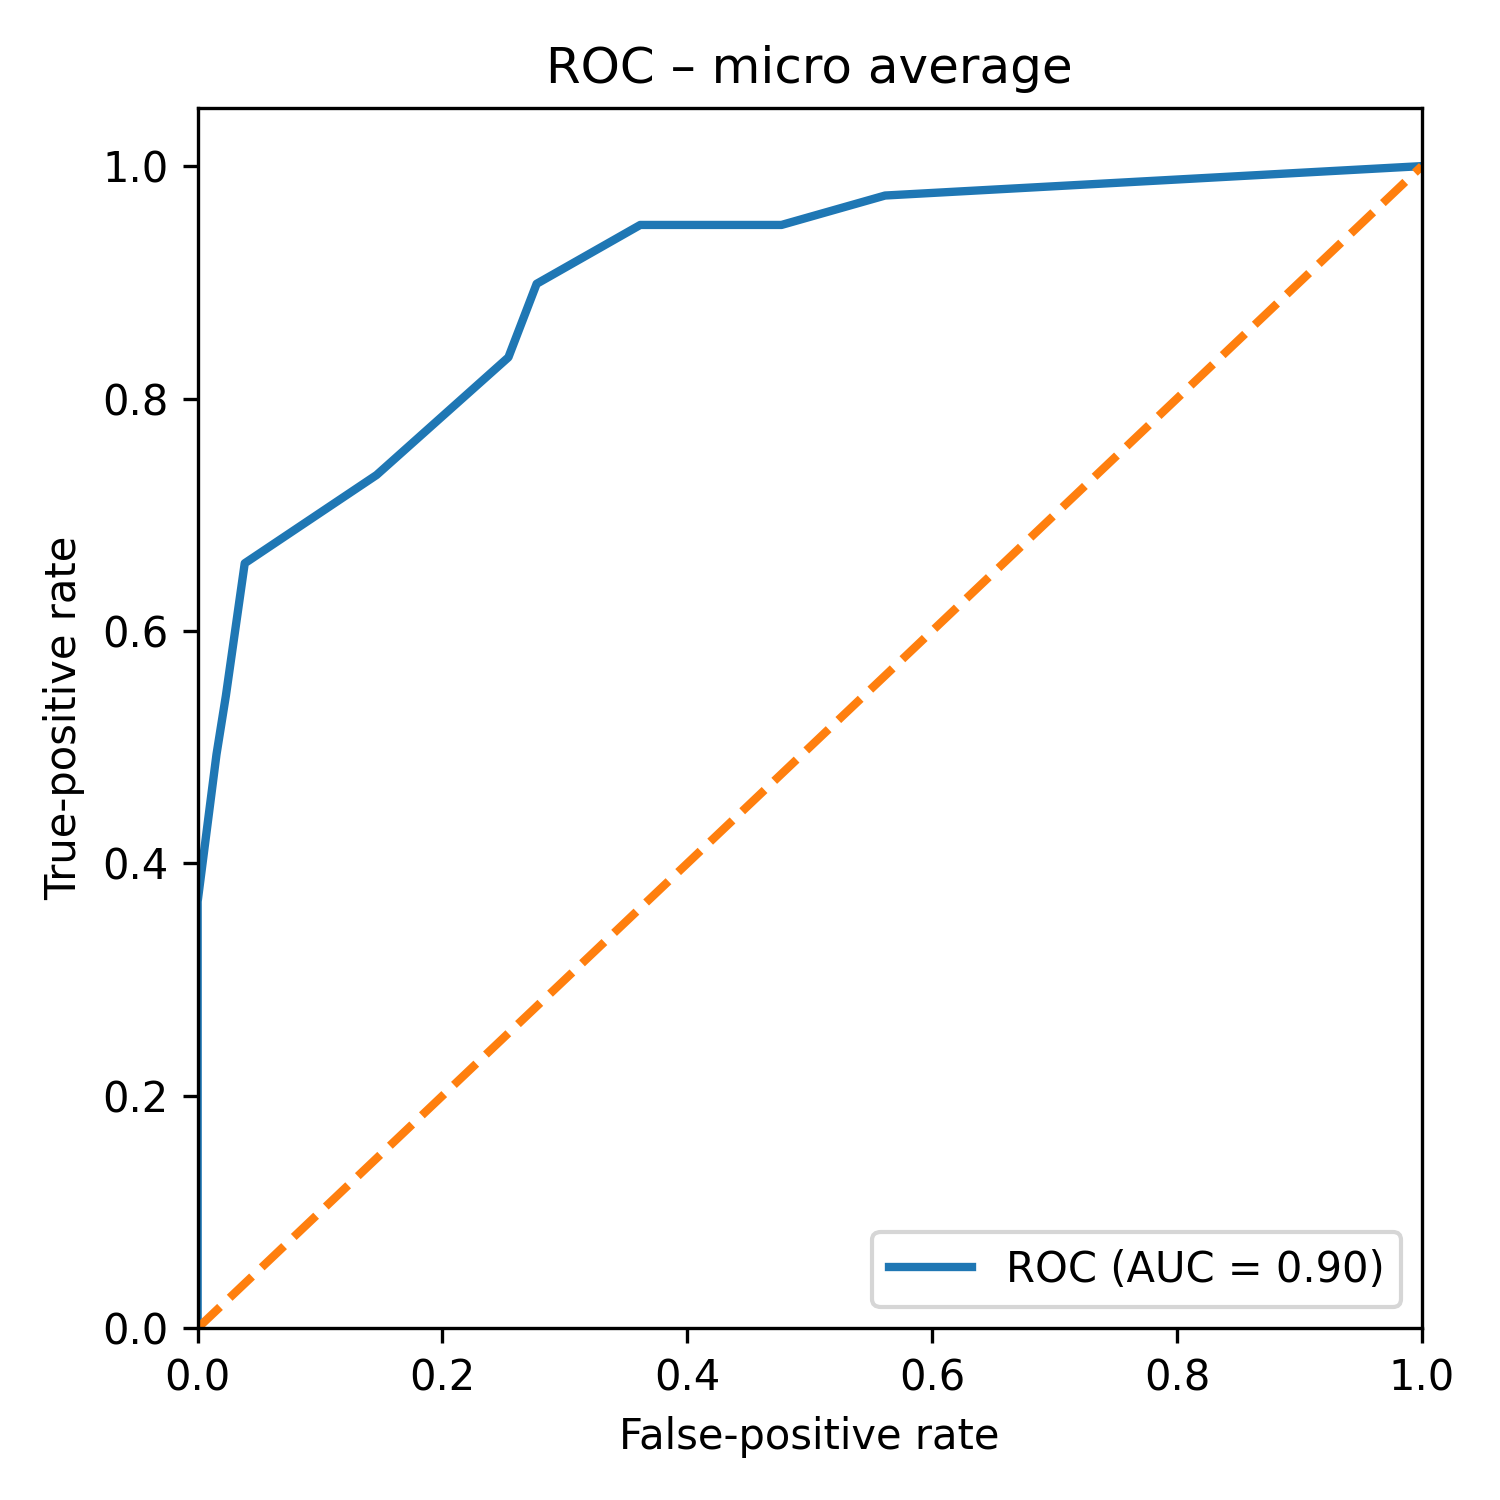 ROC – micro average
1.0
0.8
0.6
0.4
0.2
0.0
True-positive rate
ROC (AUC = 0.90)
0.0 0.2 0.4 0.6 0.8 1.0
False-positive rate